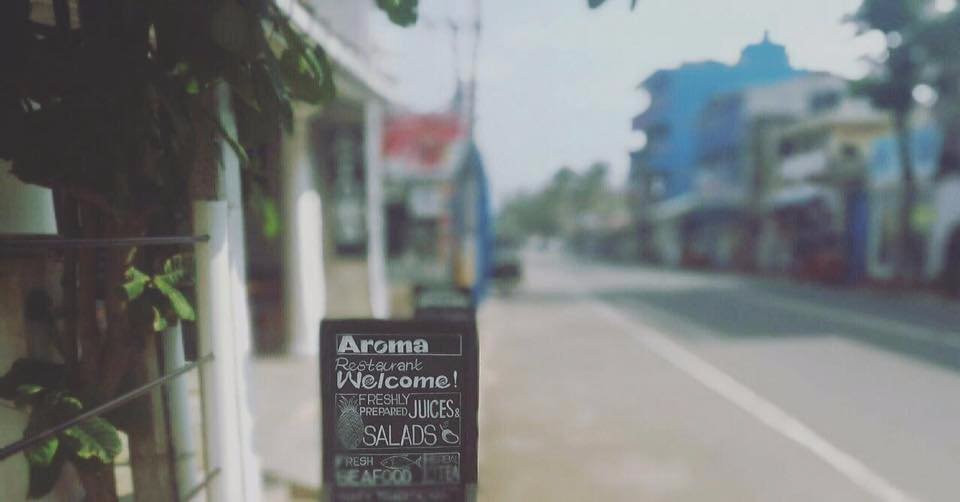 Aroma
Restaurant
Welcome!
FRESHLY
PREPARED JUICES &
SALADS
FRESH
SEAFOOD